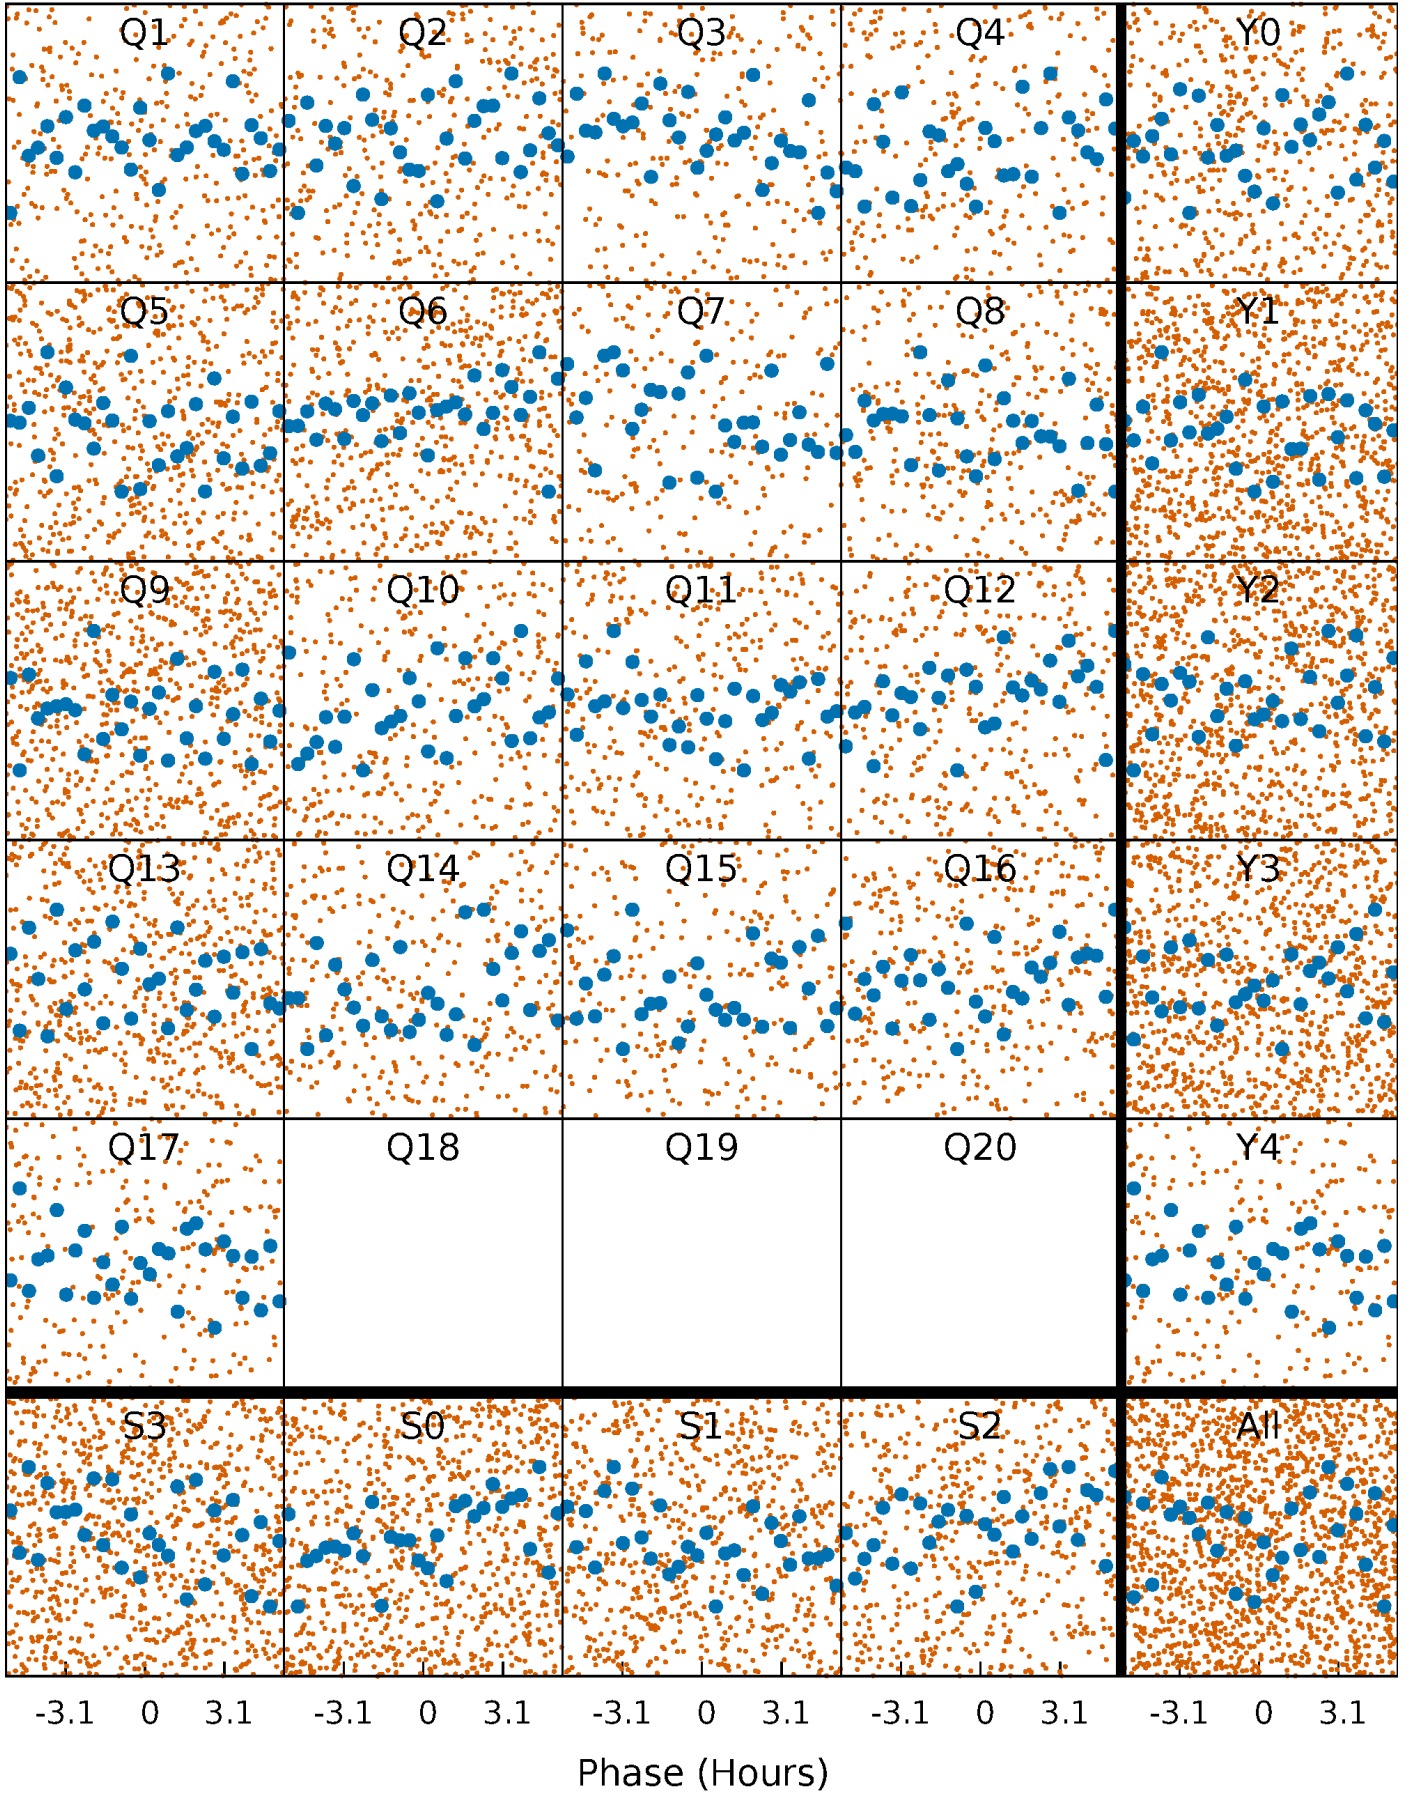 Q1 Q2 Q3 Q4 Y0
Q5 Q6 Q7 Q8 Y1
Q9 Q10 Q11 Q12 Y2
Q13 Q14 Q15 Q16 Y3
Q17 Q18 Q19 Q20 Y4
S3 S0 S1 S2 All
-3.1 0 3.1 -3.1 0 3.1 -3.1 0 3.1 -3.1 0 3.1 -3.1 0 3.1
Phase (Hours)